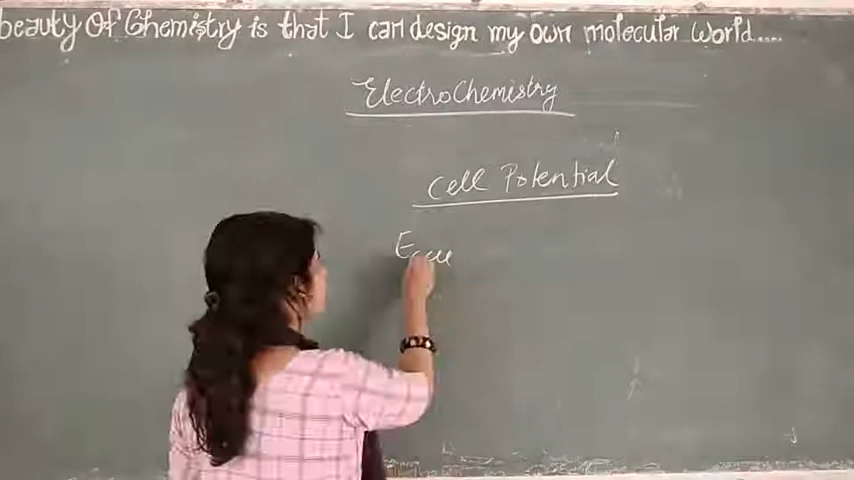 beauty Of Chemistry is that I can design my own molecular world....
ElectroChemistry
Cell Potential
Ecell